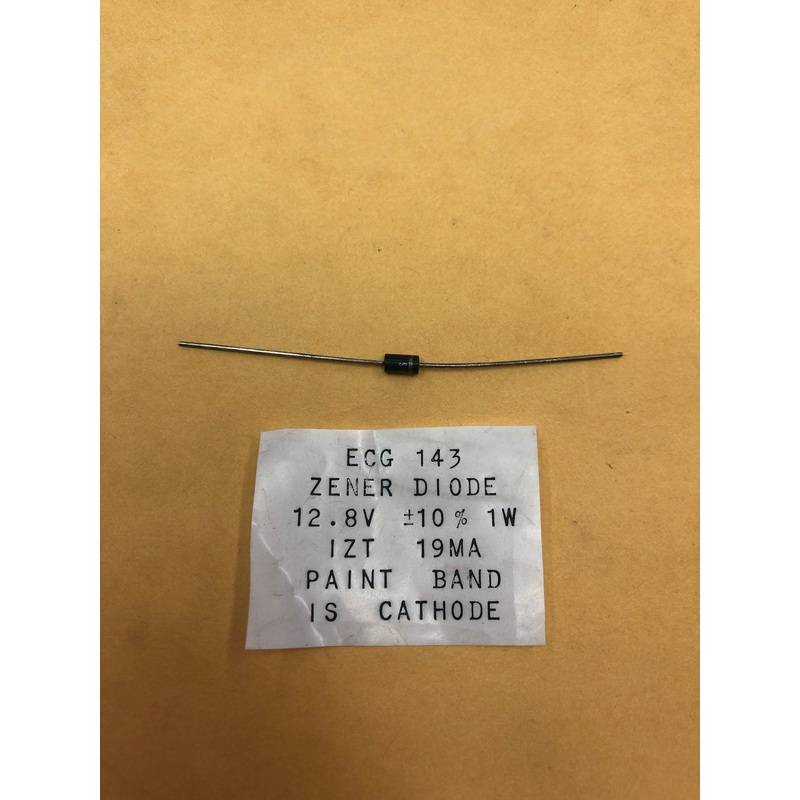 ECG 143
ZENER DIODE
12.8V ±10% 1W
IZT 19MA
PAINT BAND
IS CATHODE